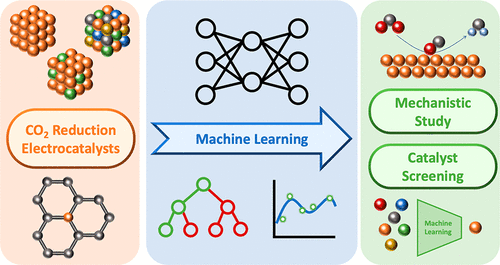 CO₂ Reduction
Electrocatalysts
Machine Learning
Mechanistic
Study
Catalyst
Screening
Machine
Learning